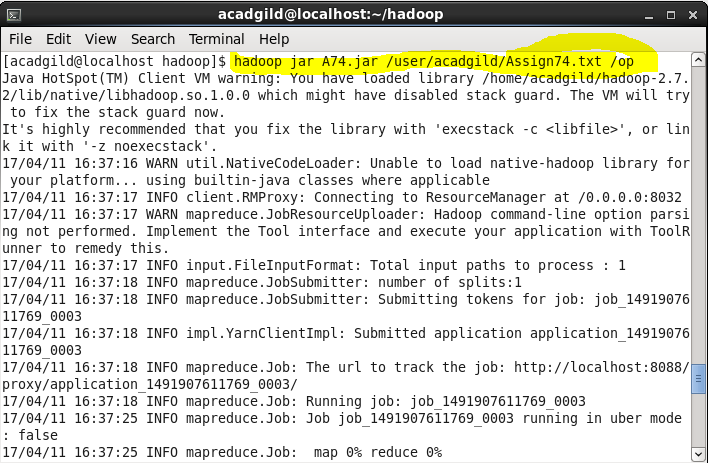 acadgild@localhost:~/hadoop
File Edit View Search Terminal Help
[acadgild@localhost hadoop]$ hadoop jar A74.jar /user/acadgild/Assign74.txt /op
Java HotSpot(TM) Client VM warning: You have loaded library /home/acadgild/hadoop-2.7.
2/lib/native/libhadoop.so.1.0.0 which might have disabled stack guard. The VM will try
 to fix the stack guard now.
It's highly recommended that you fix the library with 'execstack -c <libfile>', or lin
k it with '-z noexecstack'.
17/04/11 16:37:16 WARN util.NativeCodeLoader: Unable to load native-hadoop library for
 your platform... using builtin-java classes where applicable
17/04/11 16:37:17 INFO client.RMProxy: Connecting to ResourceManager at /0.0.0.0:8032
17/04/11 16:37:17 WARN mapreduce.JobResourceUploader: Hadoop command-line option parsi
ng not performed. Implement the Tool interface and execute your application with ToolR
unner to remedy this.
17/04/11 16:37:17 INFO input.FileInputFormat: Total input paths to process : 1
17/04/11 16:37:18 INFO mapreduce.JobSubmitter: number of splits:1
17/04/11 16:37:18 INFO mapreduce.JobSubmitter: Submitting tokens for job: job_14919076
11769_0003
17/04/11 16:37:18 INFO impl.YarnClientImpl: Submitted application application_14919076
11769_0003
17/04/11 16:37:18 INFO mapreduce.Job: The url to track the job: http://localhost:8088/
proxy/application_1491907611769_0003/
17/04/11 16:37:18 INFO mapreduce.Job: Running job: job_1491907611769_0003
17/04/11 16:37:25 INFO mapreduce.Job: Job job_1491907611769_0003 running in uber mode
: false
17/04/11 16:37:25 INFO mapreduce.Job:  map 0% reduce 0%